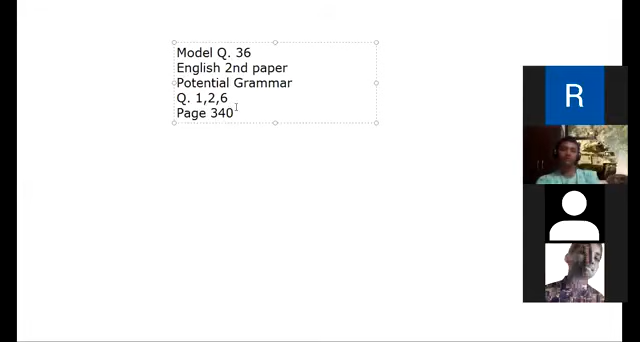 Model Q. 36
English 2nd paper
Potential Grammar
Q. 1,2,6
Page 340
R